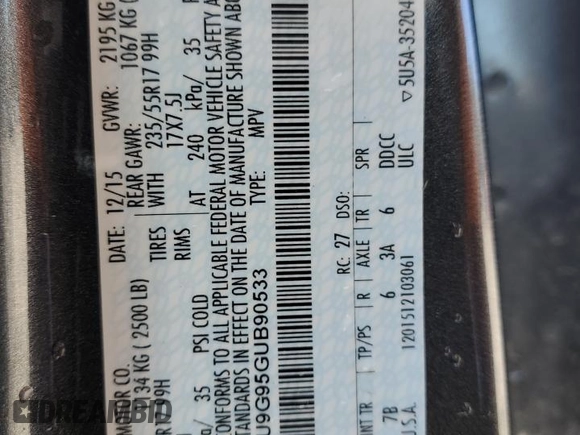 MOTOR CO.
DATE: 12/15 GVWR: 2195 KG
34 KG ( 2500 LB) REAR GAWR: 1067 KG
99H TIRES WITH 235/55R17 99H
RIMS 17X7.5J
/ 35 PSI COLD AT 240 kPa/ 35
CONFORMS TO ALL APPLICABLE FEDERAL MOTOR VEHICLE SAFETY
STANDARDS IN EFFECT ON THE DATE OF MANUFACTURE SHOWN
U9G95GUB90533 TYPE: MPV
RC: 27 DSO:
INT TR. TP/PS R AXLE TR SPR
7B 6 3A 6 DDCC
U.S.A. 1201512103061 ULC
▽ 5U5A-35204
DREAMBID